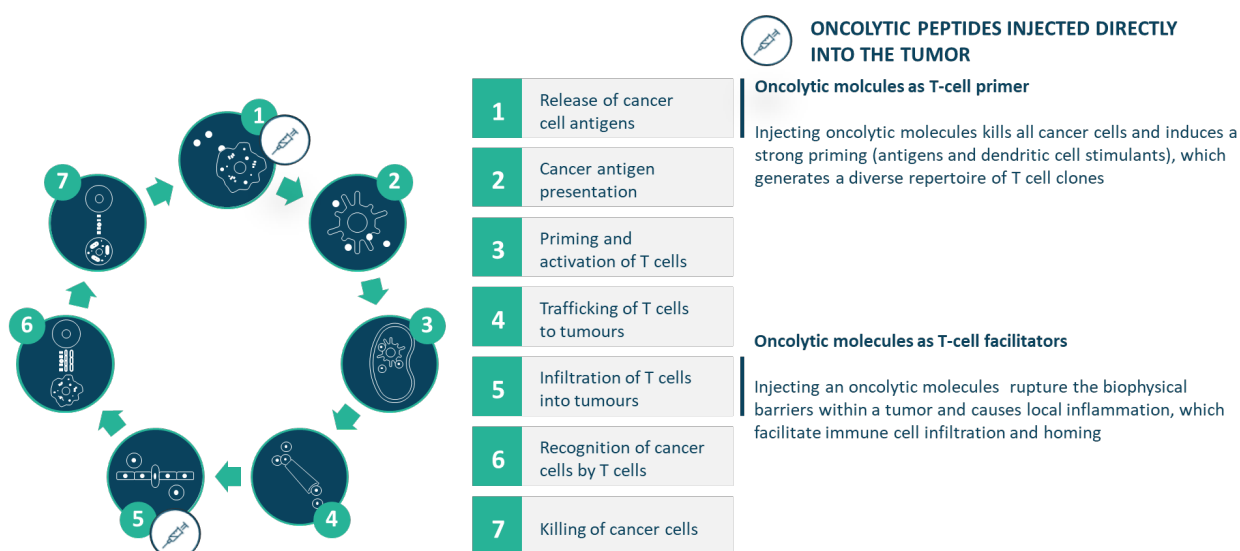 1
2
3
4
5
6
7
1
Release of cancer
cell antigens
2
Cancer antigen
presentation
3
Priming and
activation of T cells
4
Trafficking of T cells
to tumours
5
Infiltration of T cells
into tumours
6
Recognition of cancer
cells by T cells
7
Killing of cancer cells
ONCOLYTIC PEPTIDES INJECTED DIRECTLY
INTO THE TUMOR
Oncolytic molcules as T-cell primer
Injecting oncolytic molecules kills all cancer cells and induces a
strong priming (antigens and dendritic cell stimulants), which
generates a diverse repertoire of T cell clones
Oncolytic molecules as T-cell facilitators
Injecting an oncolytic molecules rupture the biophysical
barriers within a tumor and causes local inflammation, which
facilitate immune cell infiltration and homing